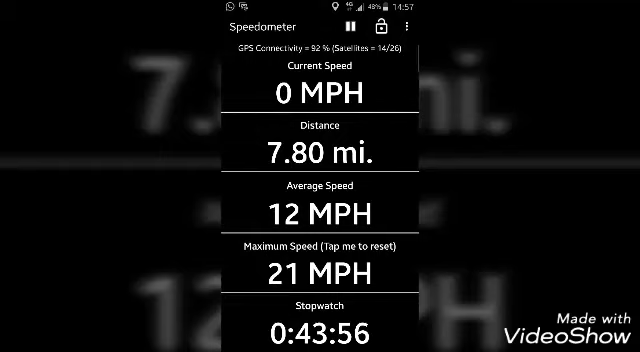 4G 48% 14:57
Speedometer
GPS Connectivity = 92 % (Satellites = 14/26)
Current Speed
0 MPH
Distance
7.80 mi.
Average Speed
12 MPH
Maximum Speed (Tap me to reset)
21 MPH
Stopwatch
0:43:56
Made with
VideoShow